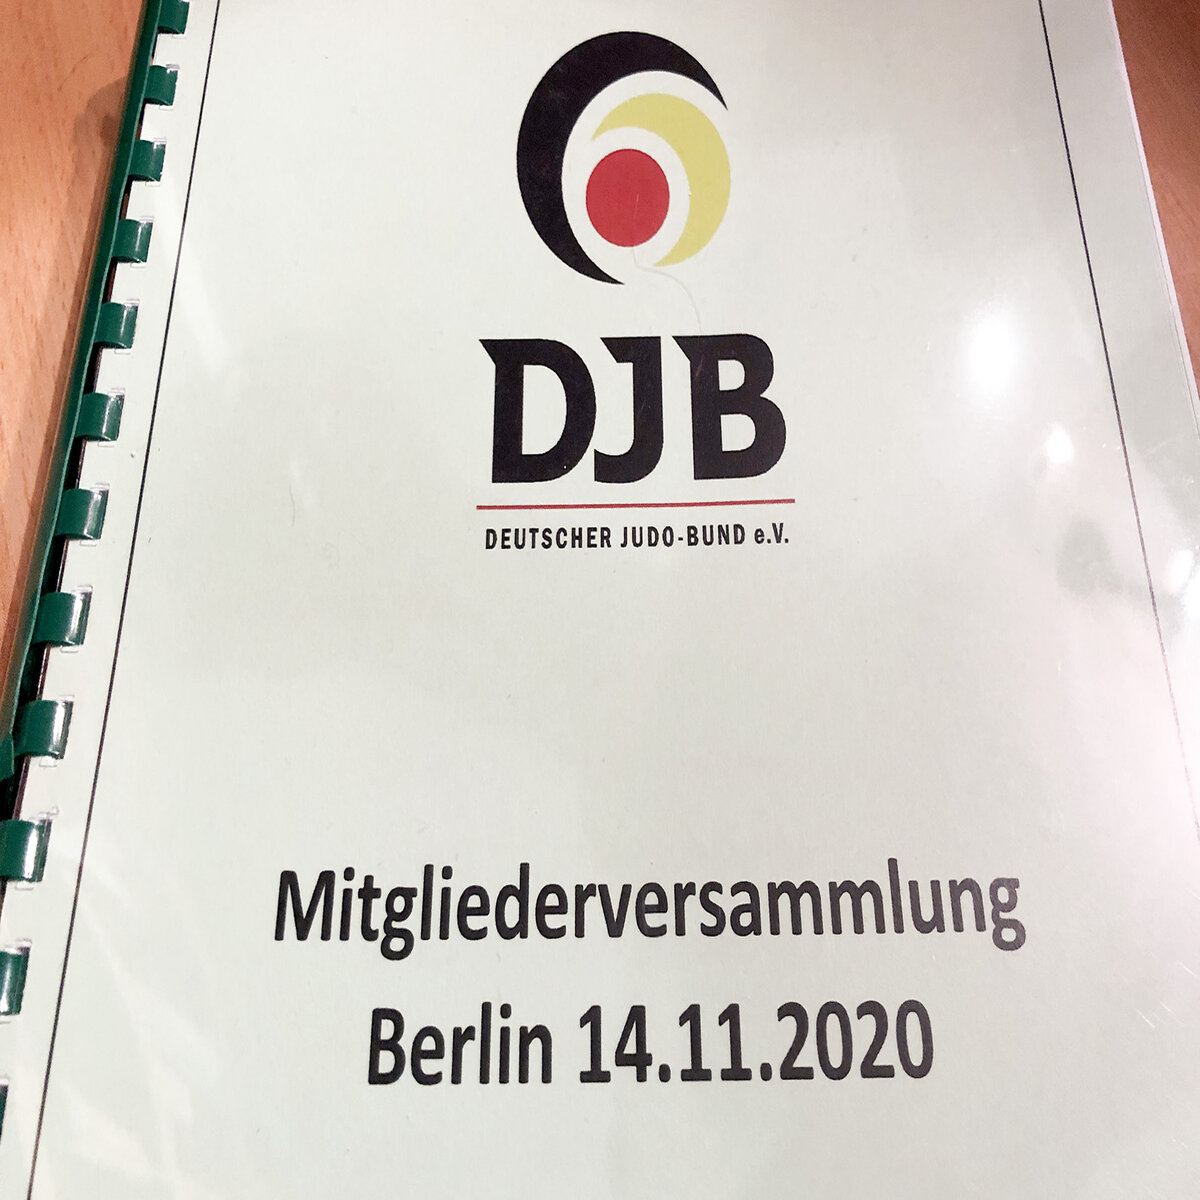 DJB
DEUTSCHER JUDO-BUND e.V.
Mitgliederversammlung
Berlin 14.11.2020